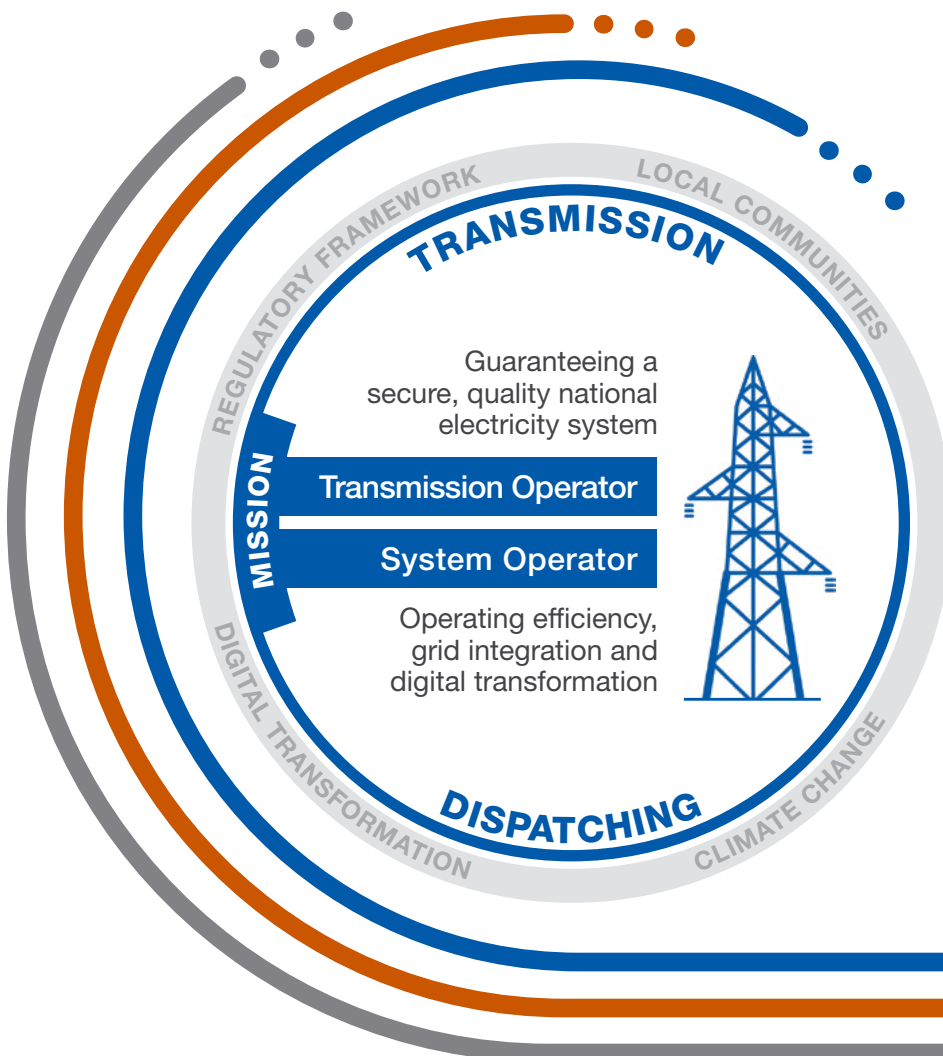 REGULATORY FRAMEWORK
LOCAL COMMUNITIES
TRANSMISSION
Guaranteeing a
secure, quality national
electricity system
MISSION
Transmission Operator
System Operator
Operating efficiency,
grid integration and
digital transformation
DISPATCHING
DIGITAL TRANSFORMATION
CLIMATE CHANGE